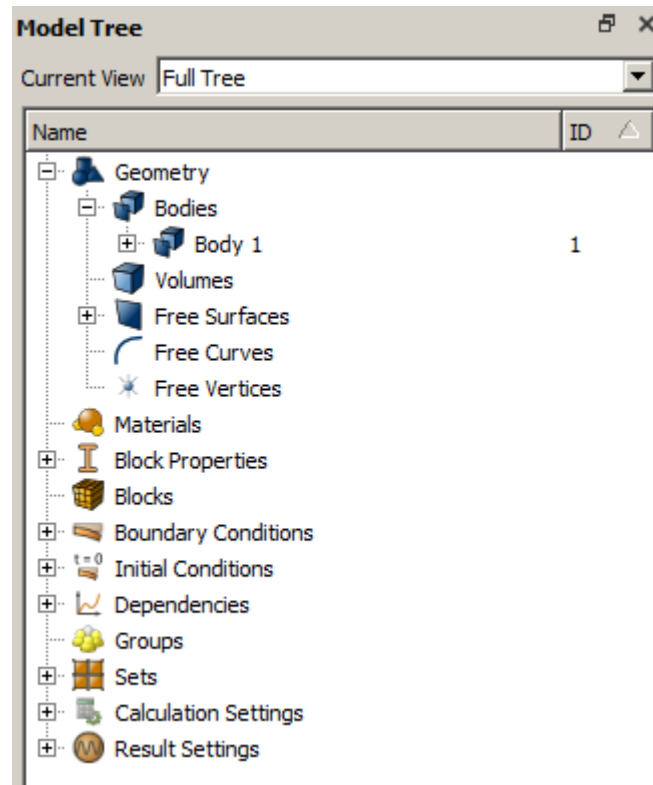 Model Tree
Current View Full Tree
Name ID
Geometry
Bodies
Body 1 1
Volumes
Free Surfaces
Free Curves
Free Vertices
Materials
Block Properties
Blocks
Boundary Conditions
t=0
Initial Conditions
Dependencies
Groups
Sets
Calculation Settings
Result Settings